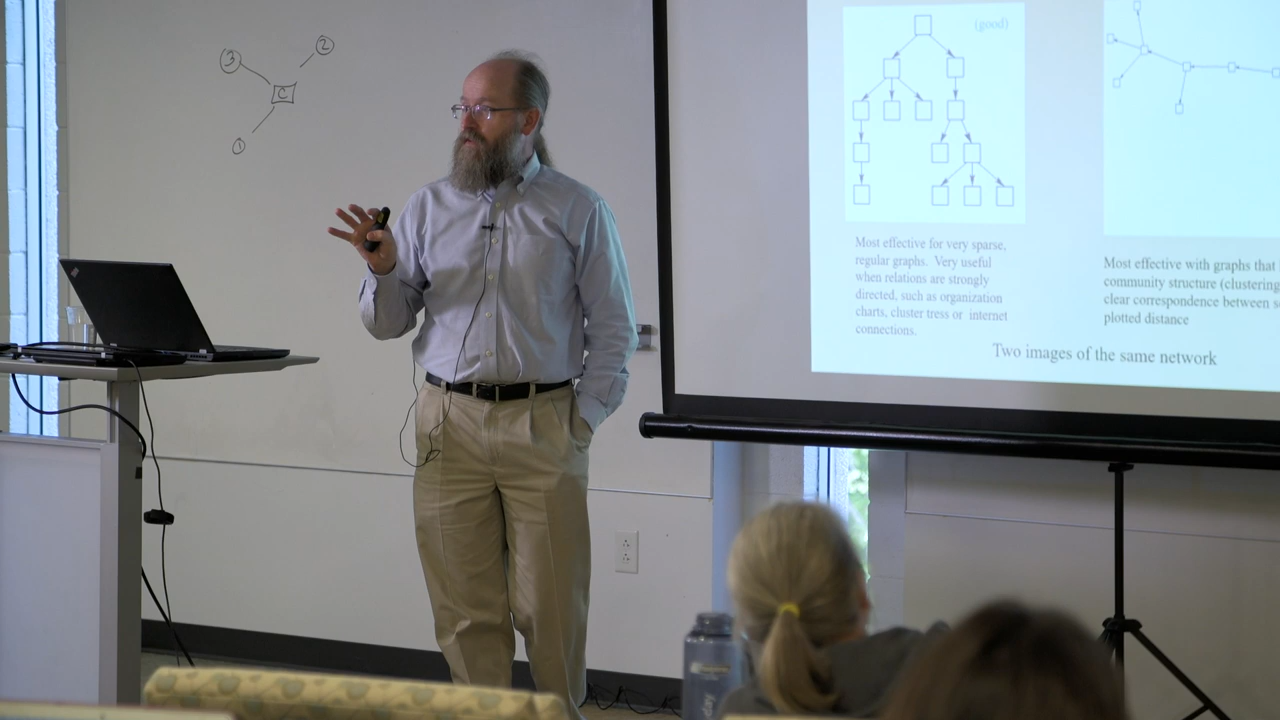 3
2
C
1
(good)
Most effective for very sparse,
regular graphs. Very useful
when relations are strongly
directed, such as organization
charts, cluster tress or internet
connections.
Most effective with graphs that
community structure (clustering
clear correspondence between
plotted distance
Two images of the same network